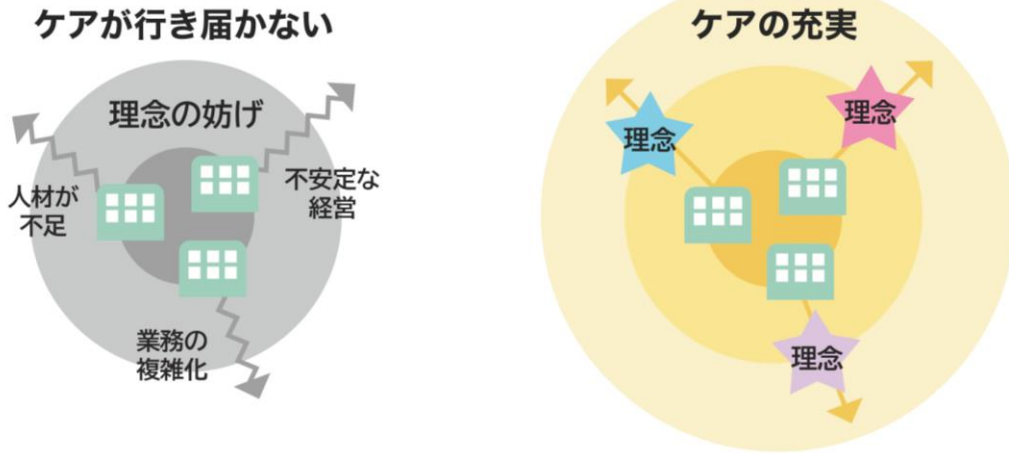 ケアが行き届かない
理念の妨げ
人材が
不足
不安定な
経営
業務の
複雑化
ケアの充実
理念
理念
理念